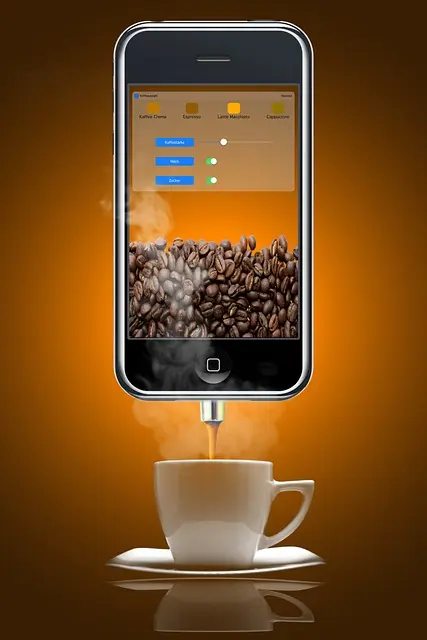 Kaffee Creme Espresso Latte Macchiato Cappuccino
Kaffeestärke
Milch
Zucker